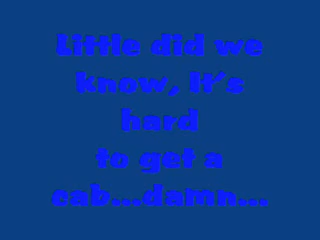 Little did we
know, It's
hard
to get a
cab...damn...